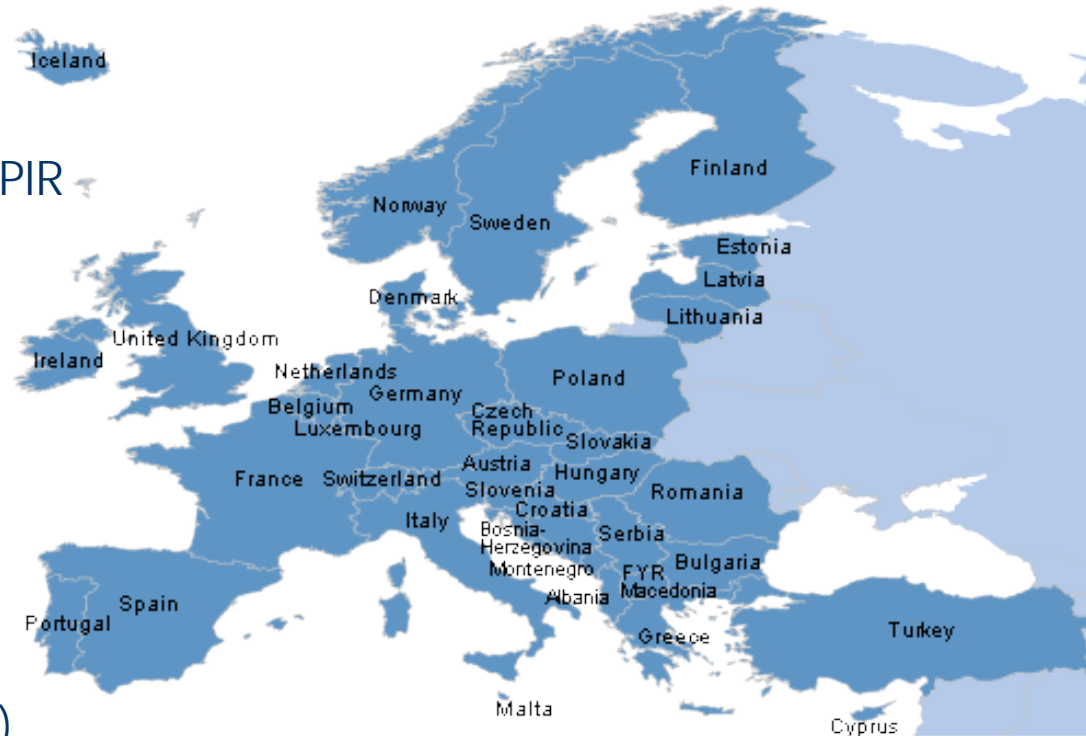 Iceland
PIR
Finland
Norway
Sweden
Estonia
Latvia
Denmark
Lithuania
United Kingdom
Ireland
Netherlands
Poland
Germany
Belgium
Czech
Republic
Luxembourg
Slovakia
Austria
Hungary
France
Switzerland
Slovenia
Romania
Croatia
Italy
Bosnia-
Herzegovina
Serbia
Montenegro
FYR
Macedonia
Bulgaria
Albania
Spain
Portugal
Greece
Turkey
Malta
)
Cyprus